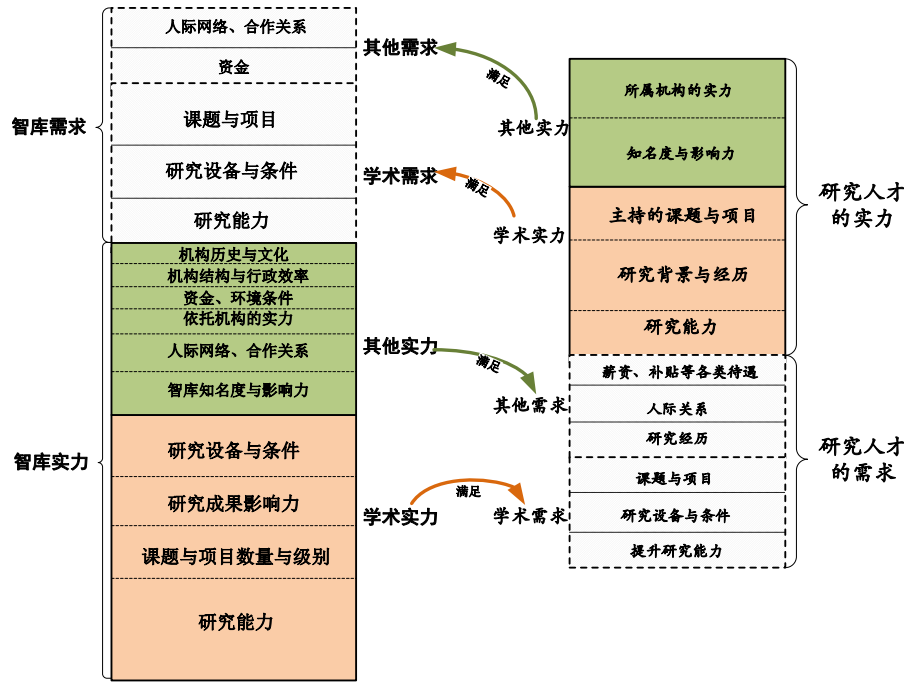 智库需求
人际网络、合作关系
资金
课题与项目
研究设备与条件
研究能力
智库实力
机构历史与文化
机构结构与行政效率
资金、环境条件
依托机构的实力
人际网络、合作关系
智库知名度与影响力
研究设备与条件
研究成果影响力
课题与项目数量与级别
研究能力
其他需求
满足
其他实力
学术需求
满足
学术实力
其他实力
满足
其他需求
学术实力
满足
学术需求
所属机构的实力
知名度与影响力
主持的课题与项目
研究背景与经历
研究能力
研究人才
的实力
薪资、补贴等各类待遇
人际关系
研究经历
课题与项目
研究设备与条件
提升研究能力
研究人才
的需求